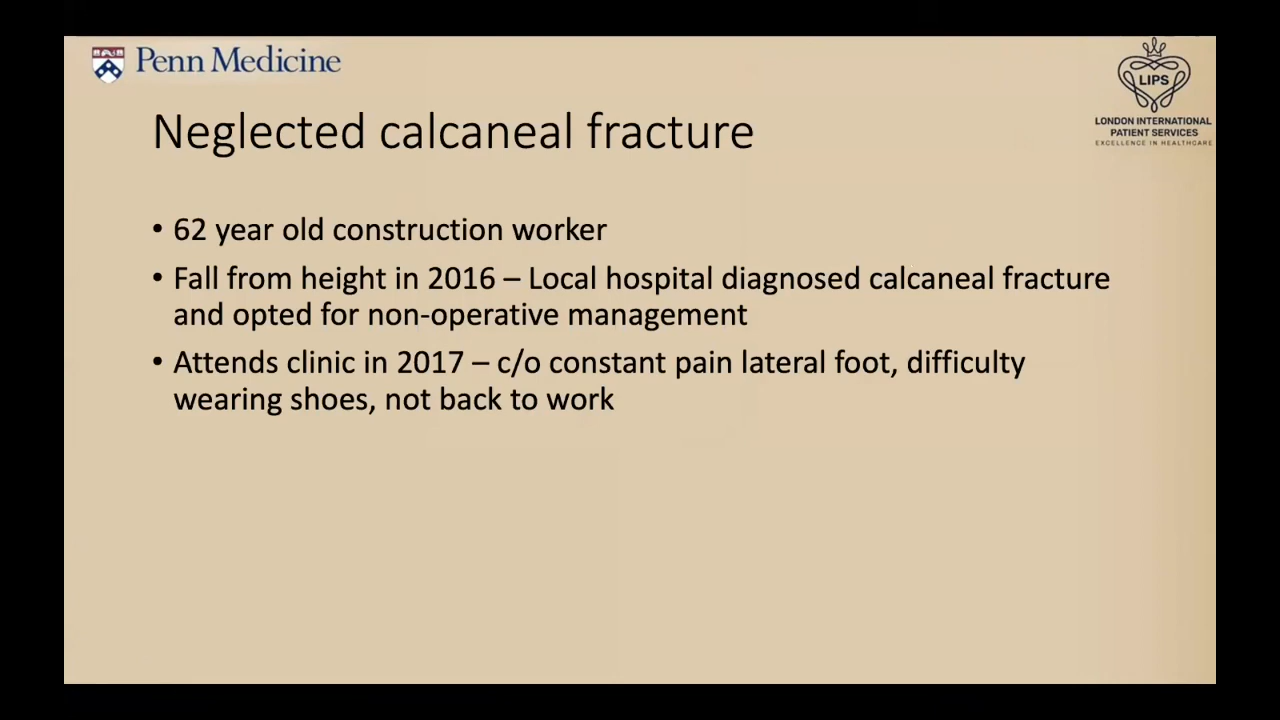 Penn Medicine
LIPS
LONDON INTERNATIONAL
PATIENT SERVICES
EXCELLENCE IN HEALTHCARE
Neglected calcaneal fracture
• 62 year old construction worker
• Fall from height in 2016 – Local hospital diagnosed calcaneal fracture
and opted for non-operative management
• Attends clinic in 2017 – c/o constant pain lateral foot, difficulty
wearing shoes, not back to work